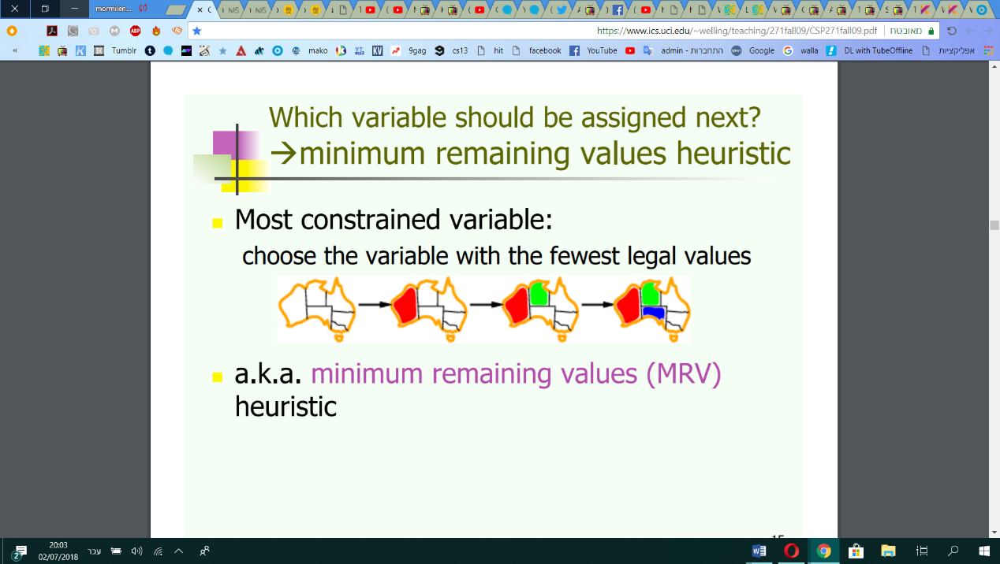 mormilen...
https://www.ics.uci.edu/~welling/teaching/271fall09/CSP271fall09.pdf
מאובטח
ABP
Tumblr
mako
9gag
cs13
hit
facebook
YouTube
admin - התחברות
Google
walla
DL with TubeOffline
אפליקציות
Which variable should be assigned next?
→minimum remaining values heuristic
Most constrained variable:
choose the variable with the fewest legal values
a.k.a. minimum remaining values (MRV)
heuristic
20:03
02/07/2018
עבר
2